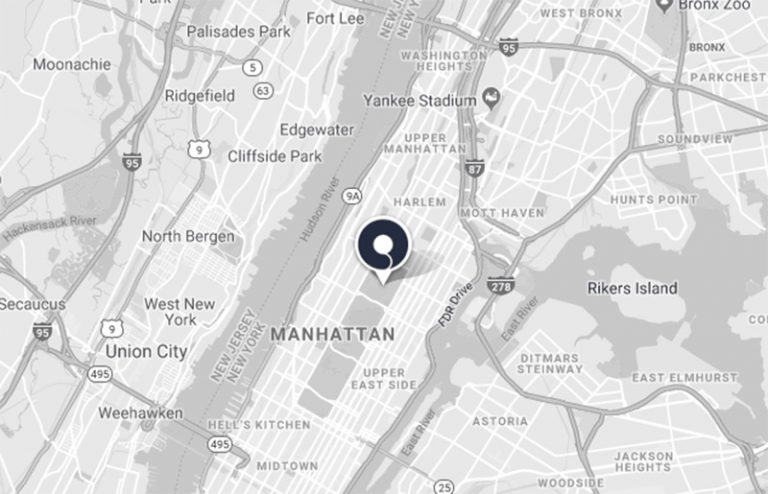 Park
Fort Lee
NEW JERSEY
NEW YORK
WEST BRONX
Bronx Zoo
Palisades Park
BRONX
95
WASHINGTON
HEIGHTS
Moonachie
5
PARKCHEST
63
Ridgefield
Yankee Stadium
Edgewater
UPPER
MANHATTAN
SOUNDVIEW
9
95
Cliffside Park
87
9A
HARLEM
HUNTS POINT
Hudson River
MOTT HAVEN
Hackensack River
North Bergen
278
Rikers Island
Secaucus
West New
York
FDR Drive
East River
95
9
MANHATTAN
NEW JERSEY
NEW YORK
Union City
DITMARS
STEINWAY
495
UPPER
EAST SIDE
EAST ELMHURST
Weehawken
HELL'S KITCHEN
ASTORIA
East River
495
MIDTOWN
JACKSON
HEIGHTS
25
WOODSIDE